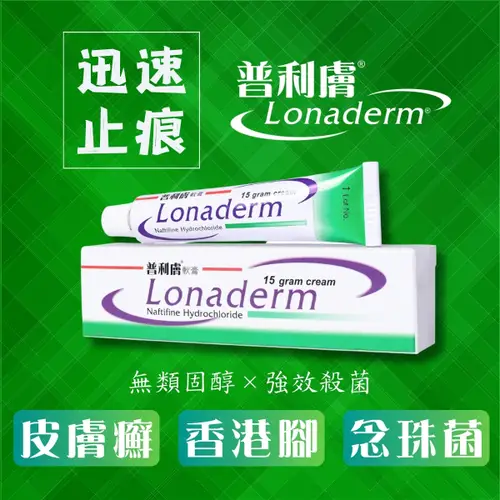 迅速
止痕
普利膚®
Lonaderm®
普利膚軟膏
15 gram cream
Lonaderm
Naftifine Hydrochloride
普利膚®軟膏
15 gram cream
Lonaderm
Naftifine Hydrochloride
無類固醇×強效殺菌
皮膚癬 香港腳 念珠菌